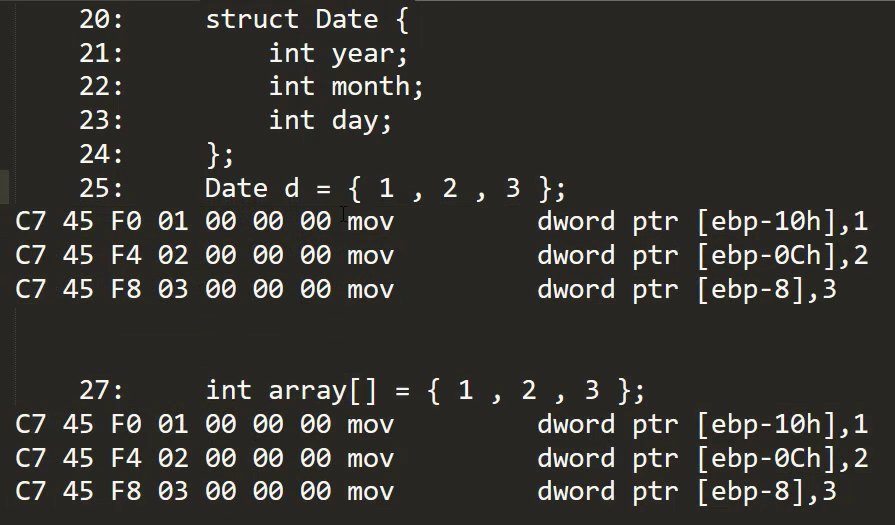 20: struct Date {
21: int year;
22: int month;
23: int day;
24: };
25: Date d = { 1 , 2 , 3 };
C7 45 F0 01 00 00 00 mov dword ptr [ebp-10h],1
C7 45 F4 02 00 00 00 mov dword ptr [ebp-0Ch],2
C7 45 F8 03 00 00 00 mov dword ptr [ebp-8],3
27: int array[] = { 1 , 2 , 3 };
C7 45 F0 01 00 00 00 mov dword ptr [ebp-10h],1
C7 45 F4 02 00 00 00 mov dword ptr [ebp-0Ch],2
C7 45 F8 03 00 00 00 mov dword ptr [ebp-8],3